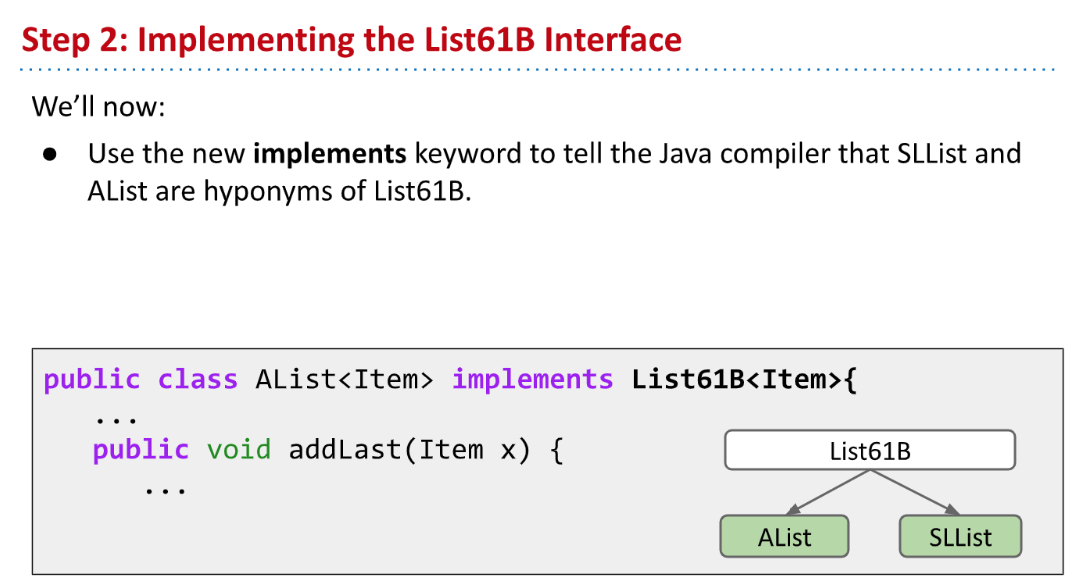 Step 2: Implementing the List61B Interface
We’ll now:
● Use the new implements keyword to tell the Java compiler that SLList and
AList are hyponyms of List61B.
public class AList<Item> implements List61B<Item>{
...
public void addLast(Item x) {
...
List61B
AList
SLList